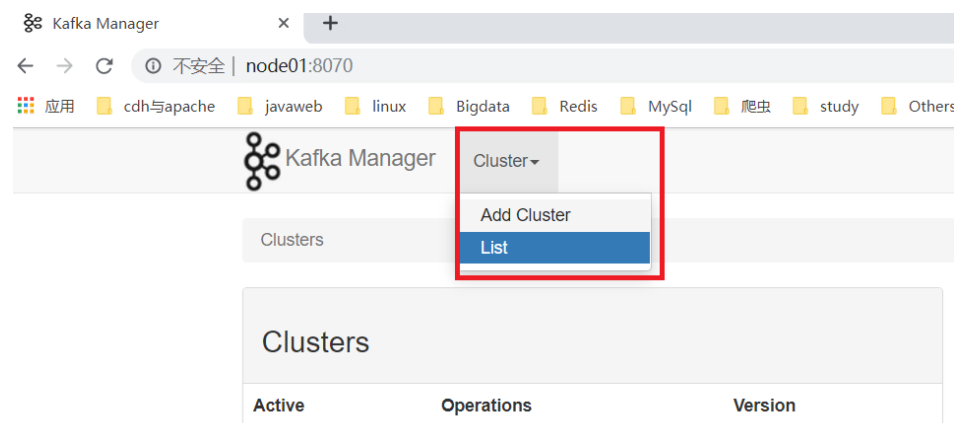 Kafka Manager
不安全 | node01:8070
应用 cdh与apache javaweb linux Bigdata Redis MySql 爬虫 study Others
Kafka Manager Cluster
Add Cluster
Clusters
List
Clusters
Active Operations Version